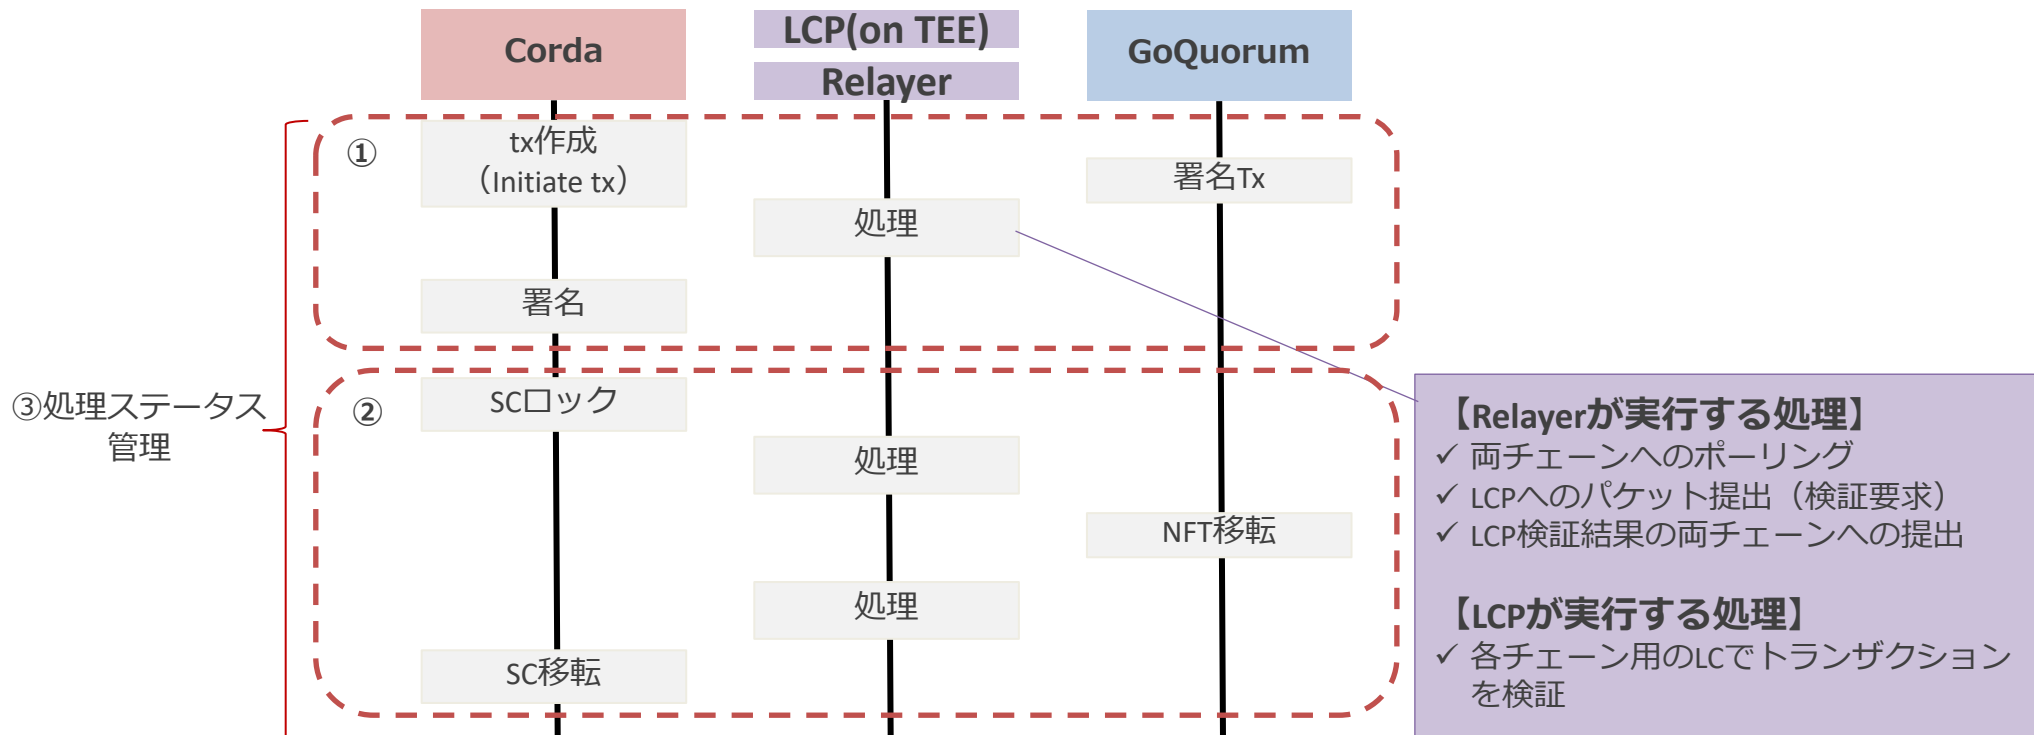 Corda
LCP(on TEE)
Relayer
GoQuorum
①
tx作成
（Initiate tx）
署名Tx
処理
署名
③処理ステータス
管理
②
SCロック
処理
NFT移転
処理
SC移転
【Relayerが実行する処理】
✓ 両チェーンへのポーリング
✓ LCPへのパケット提出（検証要求）
✓ LCP検証結果の両チェーンへの提出
【LCPが実行する処理】
✓ 各チェーン用のLCでトランザクション
を検証